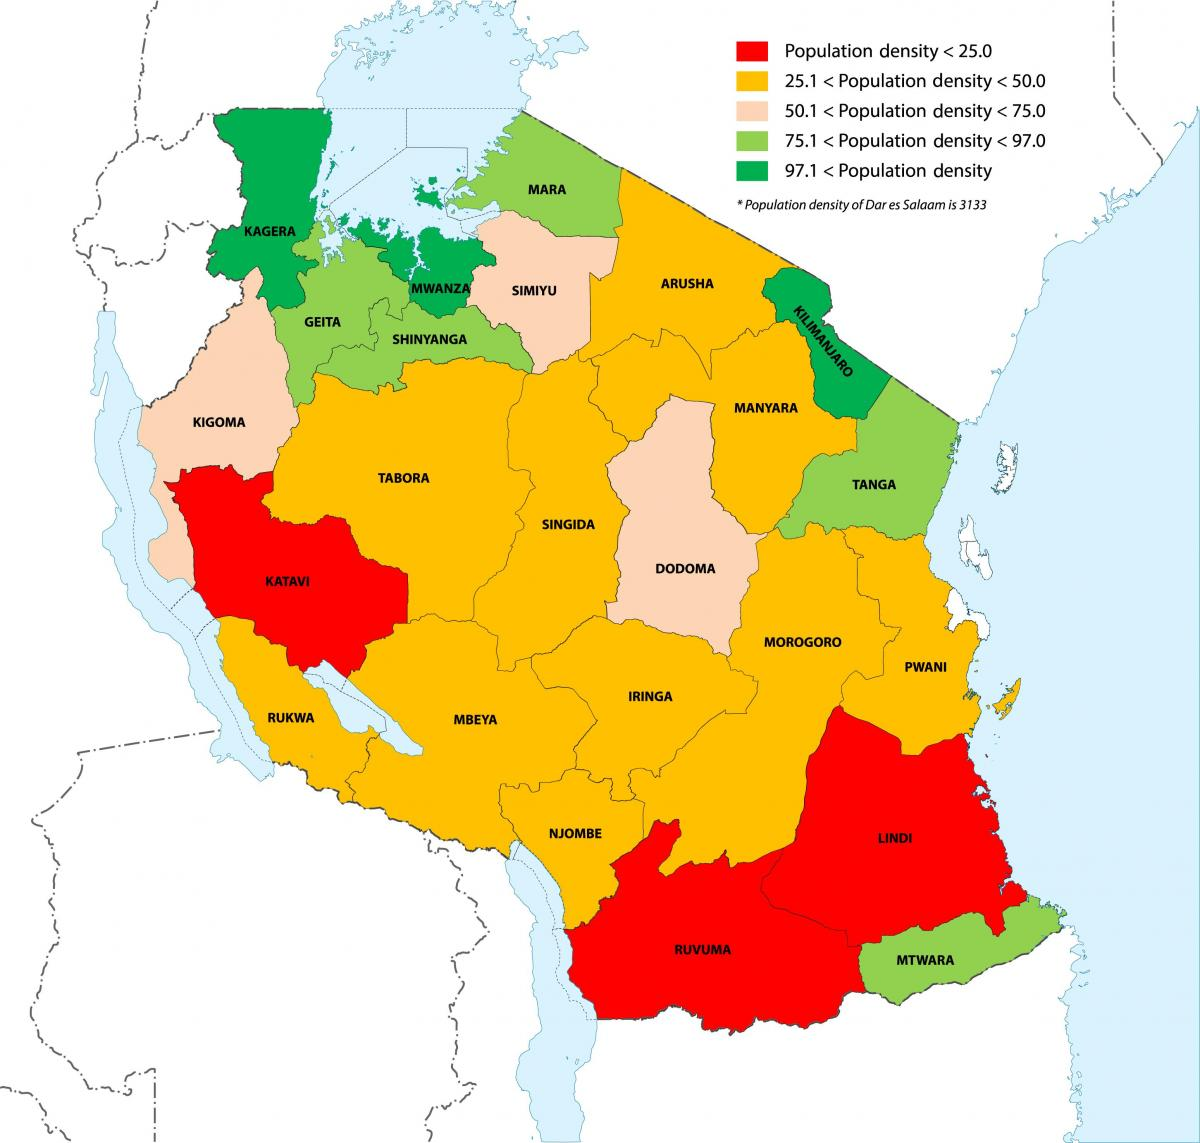 Population density < 25.0
25.1 < Population density < 50.0
50.1 < Population density < 75.0
75.1 < Population density < 97.0
97.1 < Population density
* Population density of Dar es Salaam is 3133
MARA
KAGERA
MWANZA
SIMIYU
ARUSHA
GEITA
SHINYANGA
KILIMANJARO
KIGOMA
MANYARA
TABORA
TANGA
SINGIDA
DODOMA
KATAVI
MOROGORO
PWANI
RUKWA
MBEYA
IRINGA
NJOMBE
LINDI
RUVUMA
MTWARA